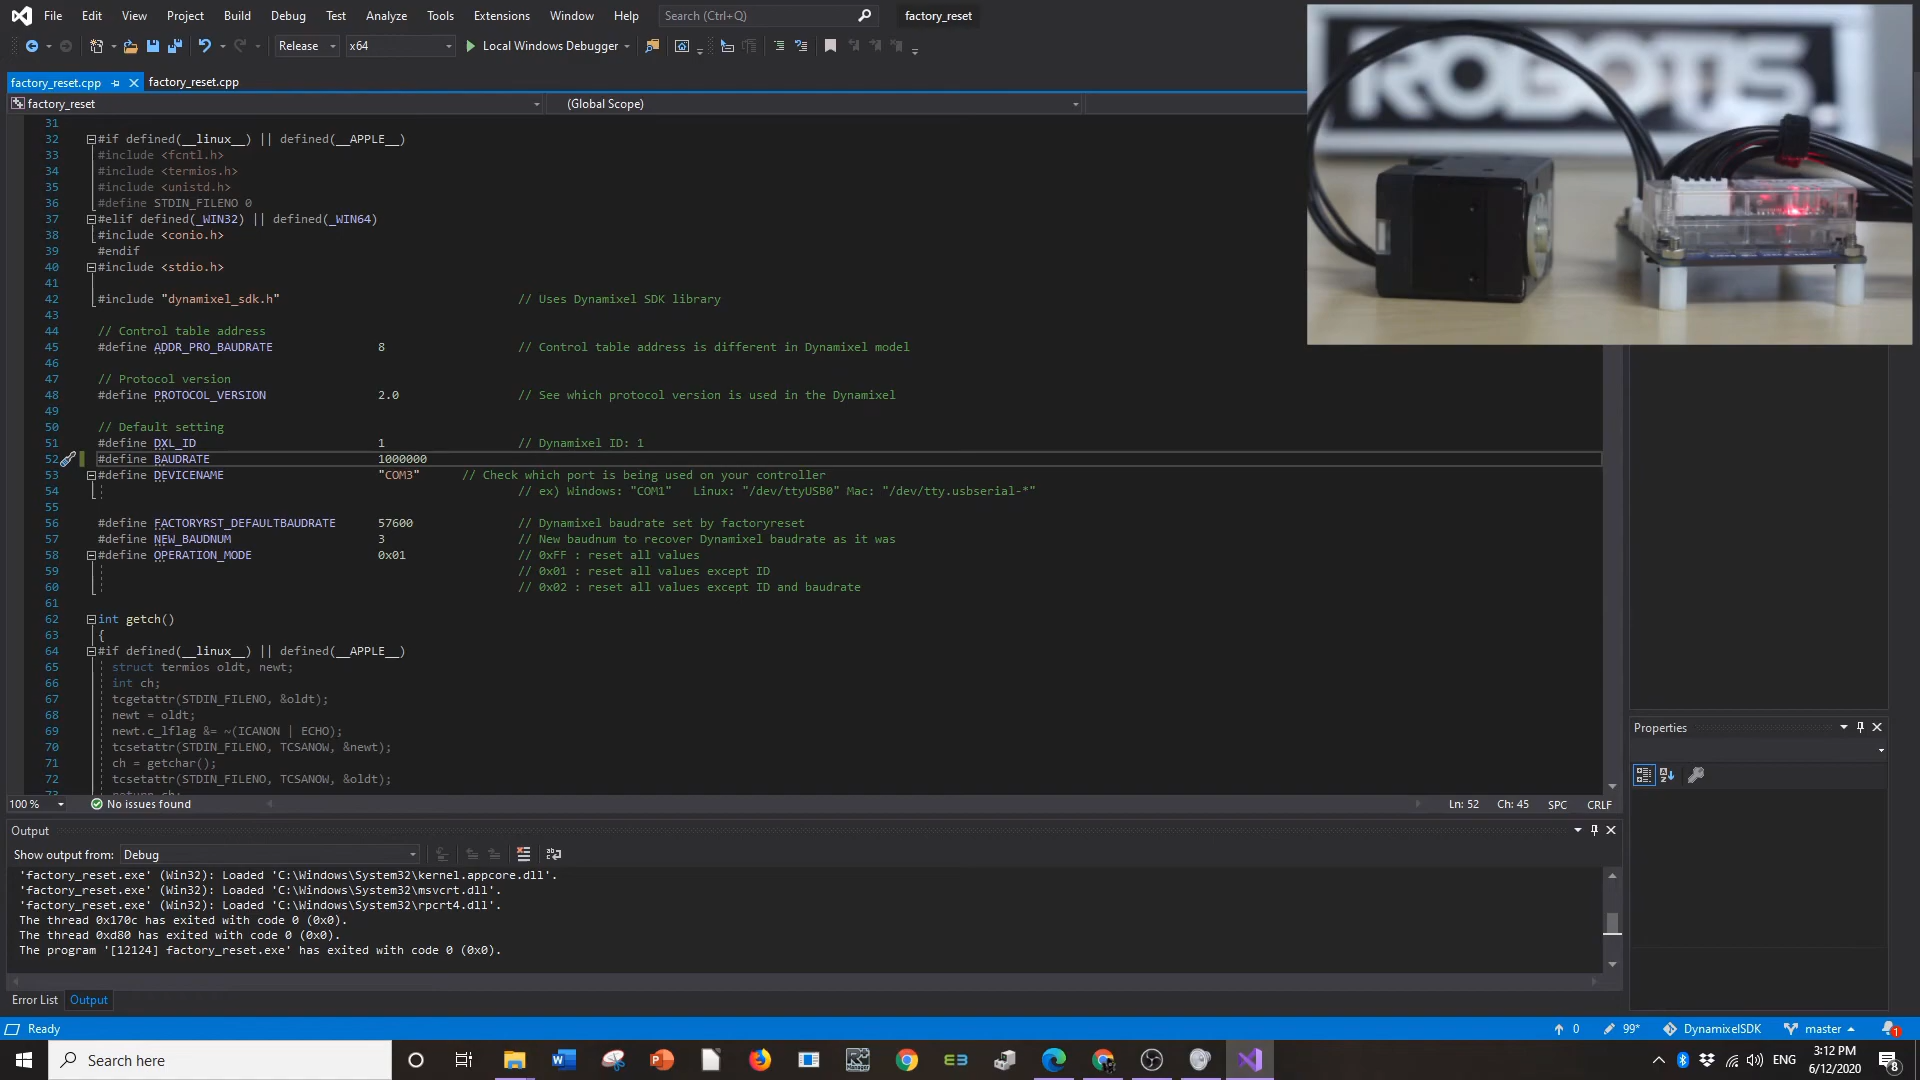 File Edit View Project Build Debug Test Analyze Tools Extensions Window Help Search (Ctrl+Q) factory_reset
Release x64 Local Windows Debugger
factory_reset.cpp factory_reset.cpp
factory_reset (Global Scope)
ROBOTIS.
31
32 #if defined(__linux__) || defined(__APPLE__)
33 #include <fcntl.h>
34 #include <termios.h>
35 #include <unistd.h>
36 #define STDIN_FILENO 0
37 #elif defined(_WIN32) || defined(_WIN64)
38 #include <conio.h>
39 #endif
40 #include <stdio.h>
41
42 #include "dynamixel_sdk.h" // Uses Dynamixel SDK library
43
44 // Control table address
45 #define ADDR_PRO_BAUDRATE 8 // Control table address is different in Dynamixel model
46
47 // Protocol version
48 #define PROTOCOL_VERSION 2.0 // See which protocol version is used in the Dynamixel
49
50 // Default setting
51 #define DXL_ID 1 // Dynamixel ID: 1
52 #define BAUDRATE 1000000
53 #define DEVICENAME "COM3" // Check which port is being used on your controller
54 // ex) Windows: "COM1" Linux: "/dev/ttyUSB0" Mac: "/dev/tty.usbserial-*"
55
56 #define FACTORYRST_DEFAULTBAUDRATE 57600 // Dynamixel baudrate set by factoryreset
57 #define NEW_BAUDNUM 3 // New baudnum to recover Dynamixel baudrate as it was
58 #define OPERATION_MODE 0x01 // 0xFF : reset all values
59 // 0x01 : reset all values except ID
60 // 0x02 : reset all values except ID and baudrate
61
62 int getch()
63 {
64 #if defined(__linux__) || defined(__APPLE__)
65 struct termios oldt, newt;
66 int ch;
67 tcgetattr(STDIN_FILENO, &oldt);
68 newt = oldt;
69 newt.c_lflag &= ~(ICANON | ECHO);
70 tcsetattr(STDIN_FILENO, TCSANOW, &newt);
71 ch = getchar();
72 tcsetattr(STDIN_FILENO, TCSANOW, &oldt);
73 return ch;
100 % No issues found Ln: 52 Ch: 45 SPC CRLF
Properties
Output
Show output from: Debug
'factory_reset.exe' (Win32): Loaded 'C:\Windows\System32\kernel.appcore.dll'.
'factory_reset.exe' (Win32): Loaded 'C:\Windows\System32\msvcrt.dll'.
'factory_reset.exe' (Win32): Loaded 'C:\Windows\System32\rpcrt4.dll'.
The thread 0x170c has exited with code 0 (0x0).
The thread 0xd80 has exited with code 0 (0x0).
The program '[12124] factory_reset.exe' has exited with code 0 (0x0).
Error List Output
Ready 0 99* DynamixelSDK master 1
Search here ENG 3:12 PM
6/12/2020 8